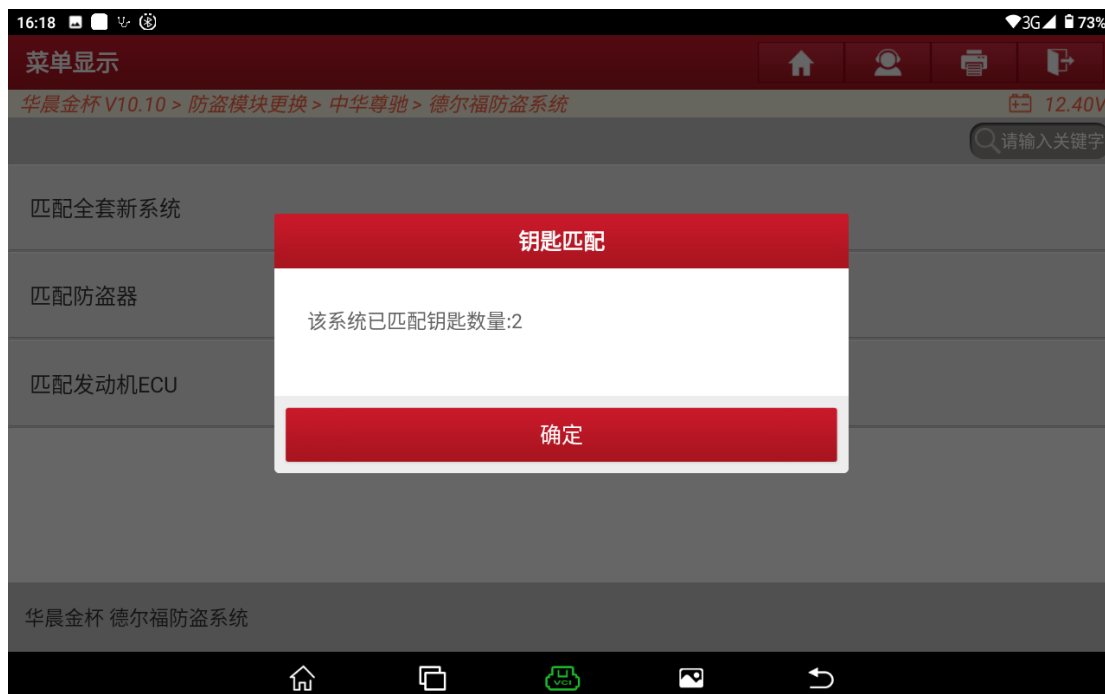 16:18
3G
73%
菜单显示
华晨金杯 V10.10 > 防盗模块更换 > 中华尊驰 > 德尔福防盗系统
12.40V
请输入关键字
匹配全套新系统
钥匙匹配
匹配防盗器
该系统已匹配钥匙数量:2
匹配发动机ECU
确定
华晨金杯 德尔福防盗系统
VCI